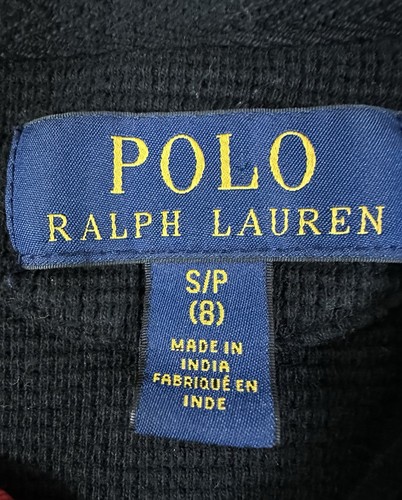 POLO
RALPH LAUREN
S/P
(8)
MADE IN
INDIA
FABRIQUÉ EN
INDE